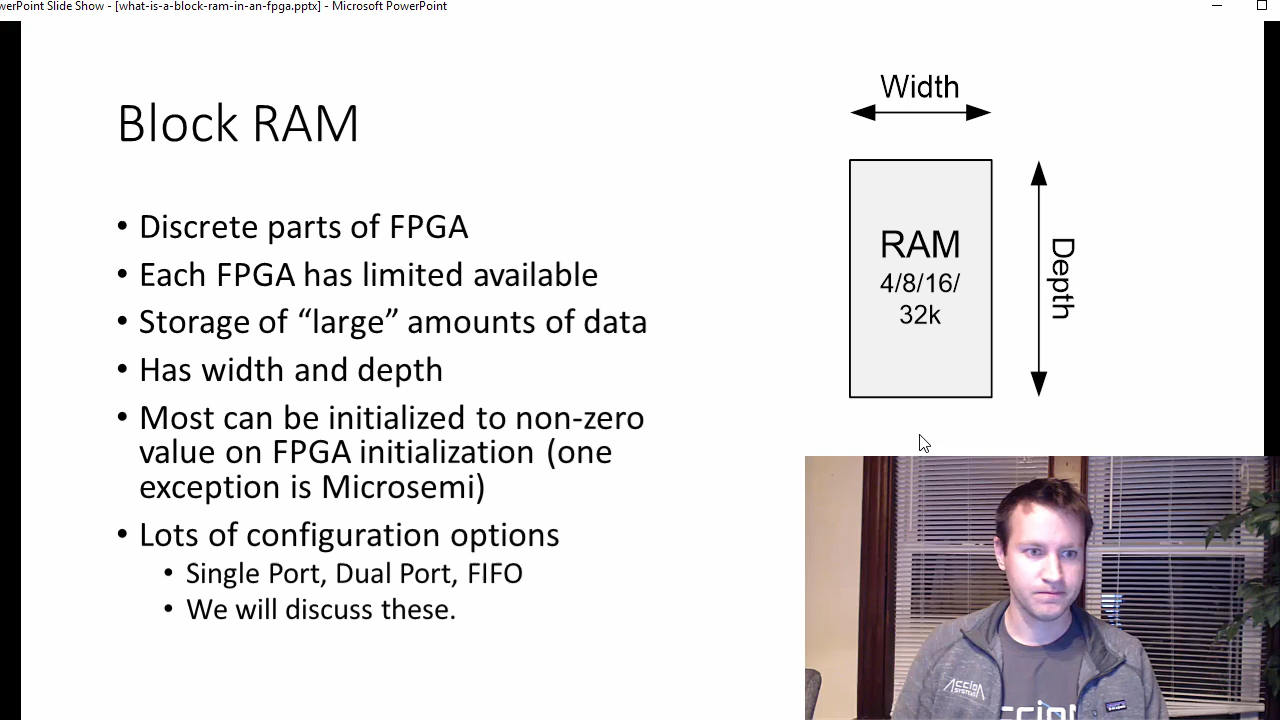 werPoint Slide Show - [what-is-a-block-ram-in-an-fpga.pptx] - Microsoft PowerPoint
Width
Block RAM
• Discrete parts of FPGA
• Each FPGA has limited available
• Storage of “large” amounts of data
• Has width and depth
• Most can be initialized to non-zero
value on FPGA initialization (one
exception is Microsemi)
• Lots of configuration options
• Single Port, Dual Port, FIFO
• We will discuss these.
RAM
4/8/16/
32k
Depth
ACCION
SYSTEMS